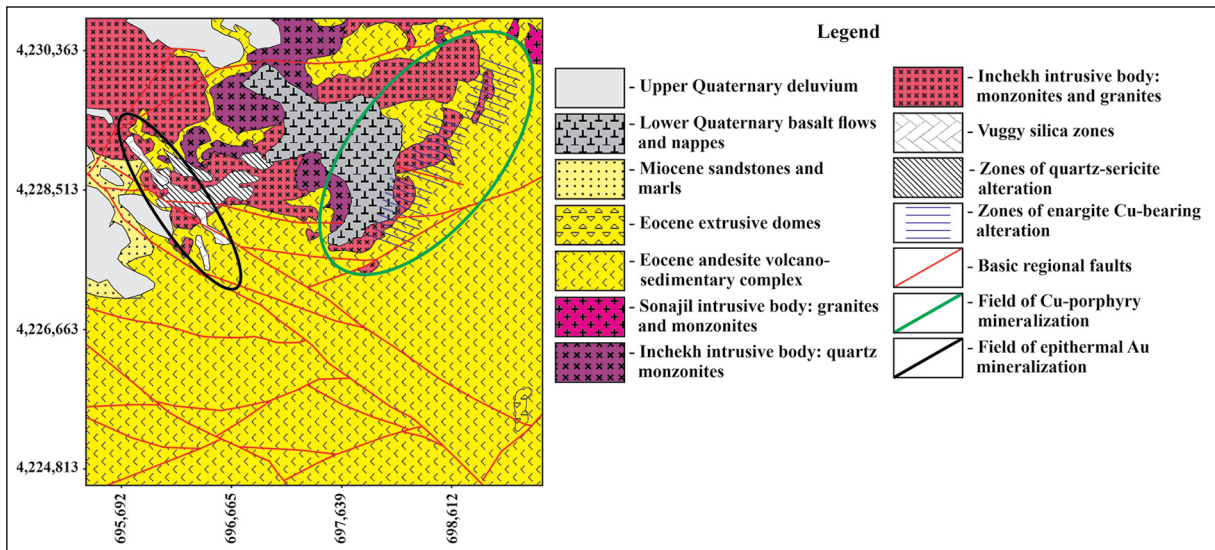 4,230,363
4,228,513
4,226,663
4,224,813
695,692
696,665
697,639
698,612
Legend
- Upper Quaternary deluvium
- Lower Quaternary basalt flows
and nappes
- Miocene sandstones and
marls
- Eocene extrusive domes
- Eocene andesite volcano-
sedimentary complex
- Sonajil intrusive body: granites
and monzonites
- Inchekh intrusive body: quartz
monzonites
- Inchekh intrusive body:
monzonites and granites
- Vuggy silica zones
- Zones of quartz-sericite
alteration
- Zones of enargite Cu-bearing
alteration
- Basic regional faults
- Field of Cu-porphyry
mineralization
- Field of epithermal Au
mineralization